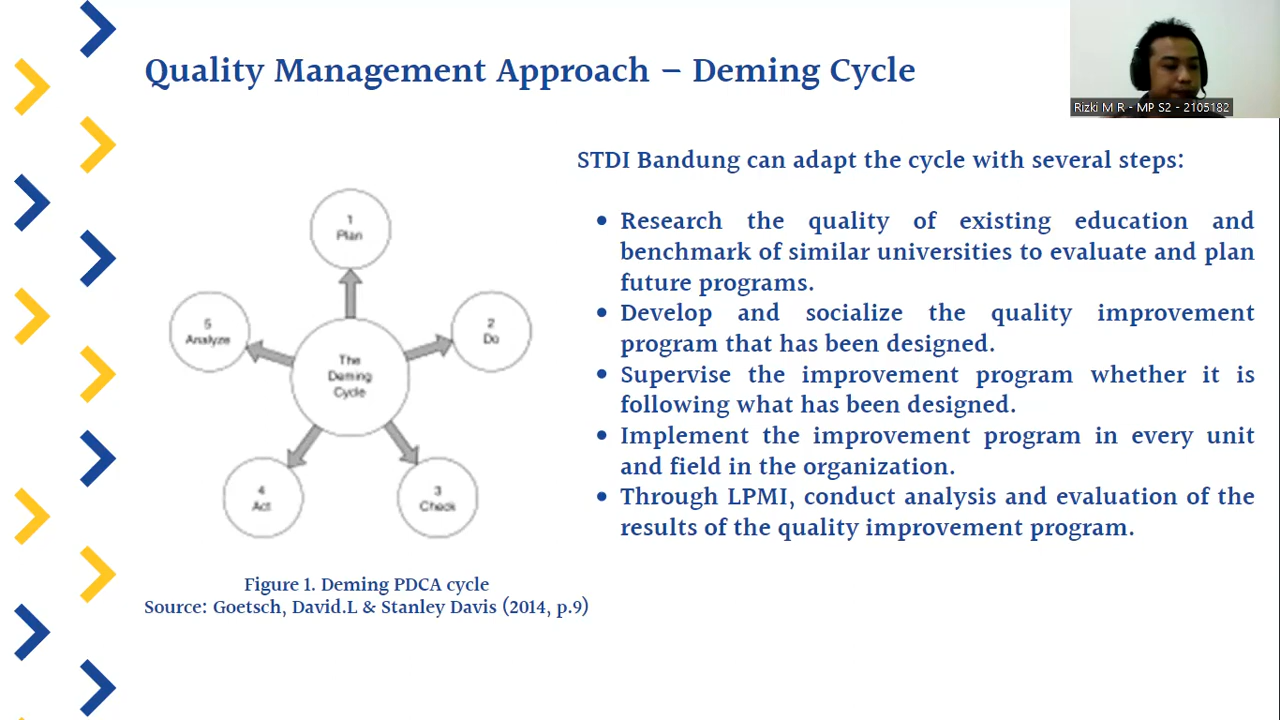 Quality Management Approach – Deming Cycle
Rizki M R - MP S2 - 2105182
STDI Bandung can adapt the cycle with several steps:
1
Plan
2
Do
3
Check
4
Act
5
Analyze
The
Deming
Cycle
• Research the quality of existing education and
benchmark of similar universities to evaluate and plan
future programs.
• Develop and socialize the quality improvement
program that has been designed.
• Supervise the improvement program whether it is
following what has been designed.
• Implement the improvement program in every unit
and field in the organization.
• Through LPMI, conduct analysis and evaluation of the
results of the quality improvement program.
Figure 1. Deming PDCA cycle
Source: Goetsch, David.L & Stanley Davis (2014, p.9)